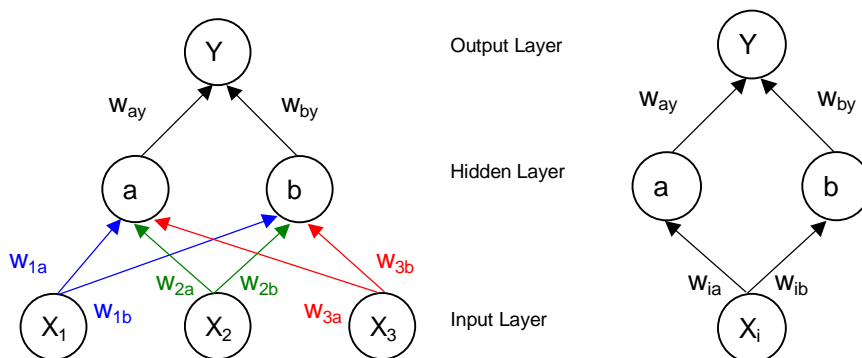 Y Output Layer Y
w_ay w_by w_ay w_by
a b Hidden Layer a b
w_1a w_2a w_2b w_3b w_ia w_ib
w_1b w_3a
X_1 X_2 X_3 Input Layer X_i